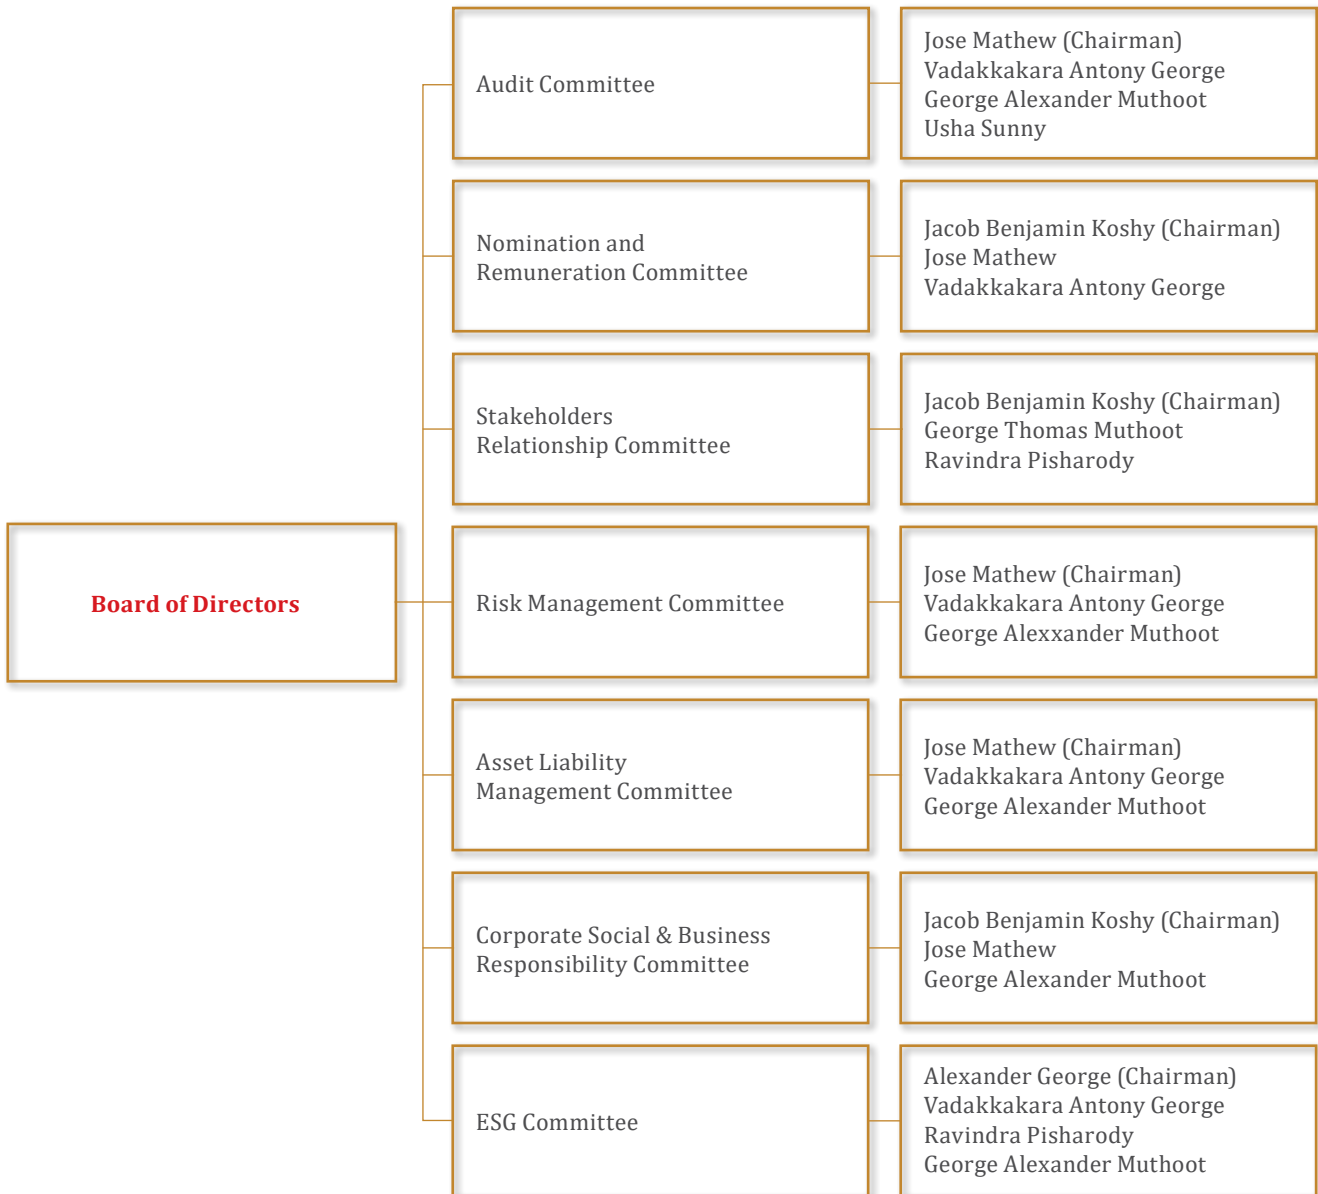 Board of Directors
Audit Committee
Jose Mathew (Chairman)
Vadakkakara Antony George
George Alexander Muthoot
Usha Sunny
Nomination and
Remuneration Committee
Jacob Benjamin Koshy (Chairman)
Jose Mathew
Vadakkakara Antony George
Stakeholders
Relationship Committee
Jacob Benjamin Koshy (Chairman)
George Thomas Muthoot
Ravindra Pisharody
Risk Management Committee
Jose Mathew (Chairman)
Vadakkakara Antony George
George Alexxander Muthoot
Asset Liability
Management Committee
Jose Mathew (Chairman)
Vadakkakara Antony George
George Alexander Muthoot
Corporate Social & Business
Responsibility Committee
Jacob Benjamin Koshy (Chairman)
Jose Mathew
George Alexander Muthoot
ESG Committee
Alexander George (Chairman)
Vadakkakara Antony George
Ravindra Pisharody
George Alexander Muthoot